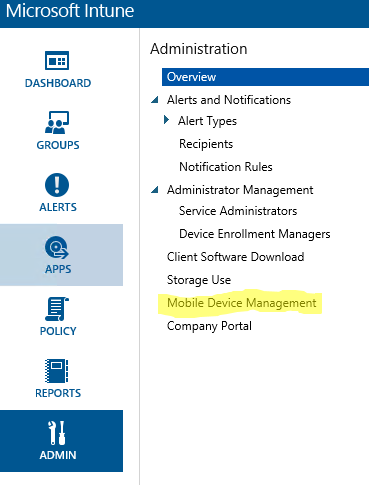 Microsoft Intune
DASHBOARD
GROUPS
ALERTS
APPS
POLICY
REPORTS
ADMIN
Administration
Overview
Alerts and Notifications
Alert Types
Recipients
Notification Rules
Administrator Management
Service Administrators
Device Enrollment Managers
Client Software Download
Storage Use
Mobile Device Management
Company Portal